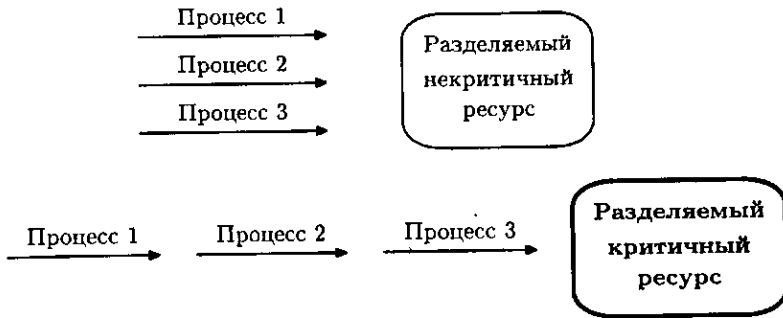 Процесс 1
Процесс 2
Процесс 3
Разделяемый
некритичный
ресурс
Процесс 1
Процесс 2
Процесс 3
Разделяемый
критичный
ресурс